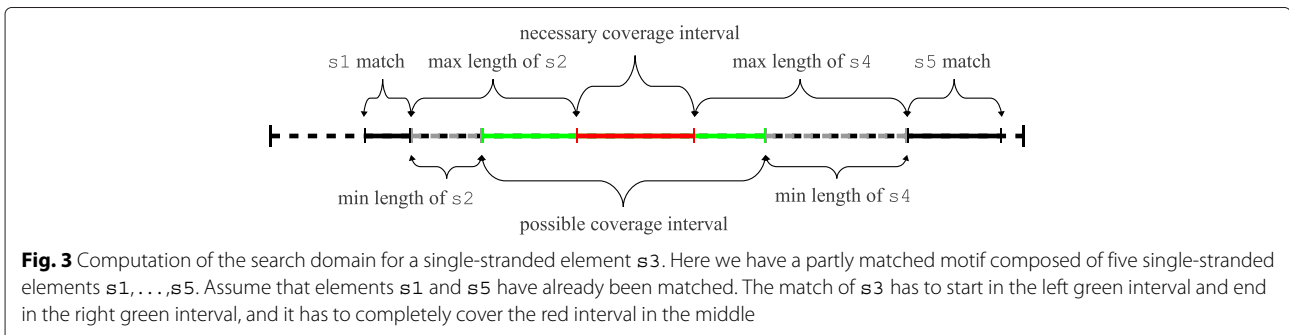 necessary coverage interval
s1 match
max length of s2
max length of s4
s5 match
min length of s2
min length of s4
possible coverage interval
Fig. 3 Computation of the search domain for a single-stranded element s3. Here we have a partly matched motif composed of five single-stranded
elements s1,...,s5. Assume that elements s1 and s5 have already been matched. The match of s3 has to start in the left green interval and end
in the right green interval, and it has to completely cover the red interval in the middle